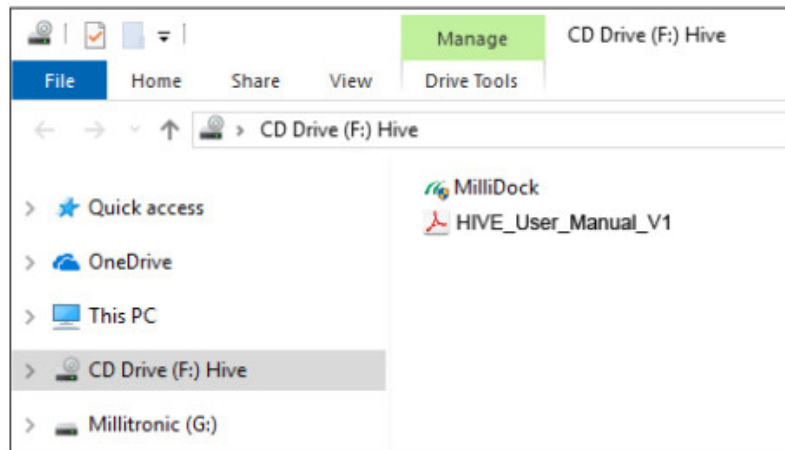 Manage CD Drive (F:) Hive
File Home Share View Drive Tools
CD Drive (F:) Hive
MilliDock
HIVE_User_Manual_V1
Quick access
OneDrive
This PC
CD Drive (F:) Hive
Millitronic (G:)